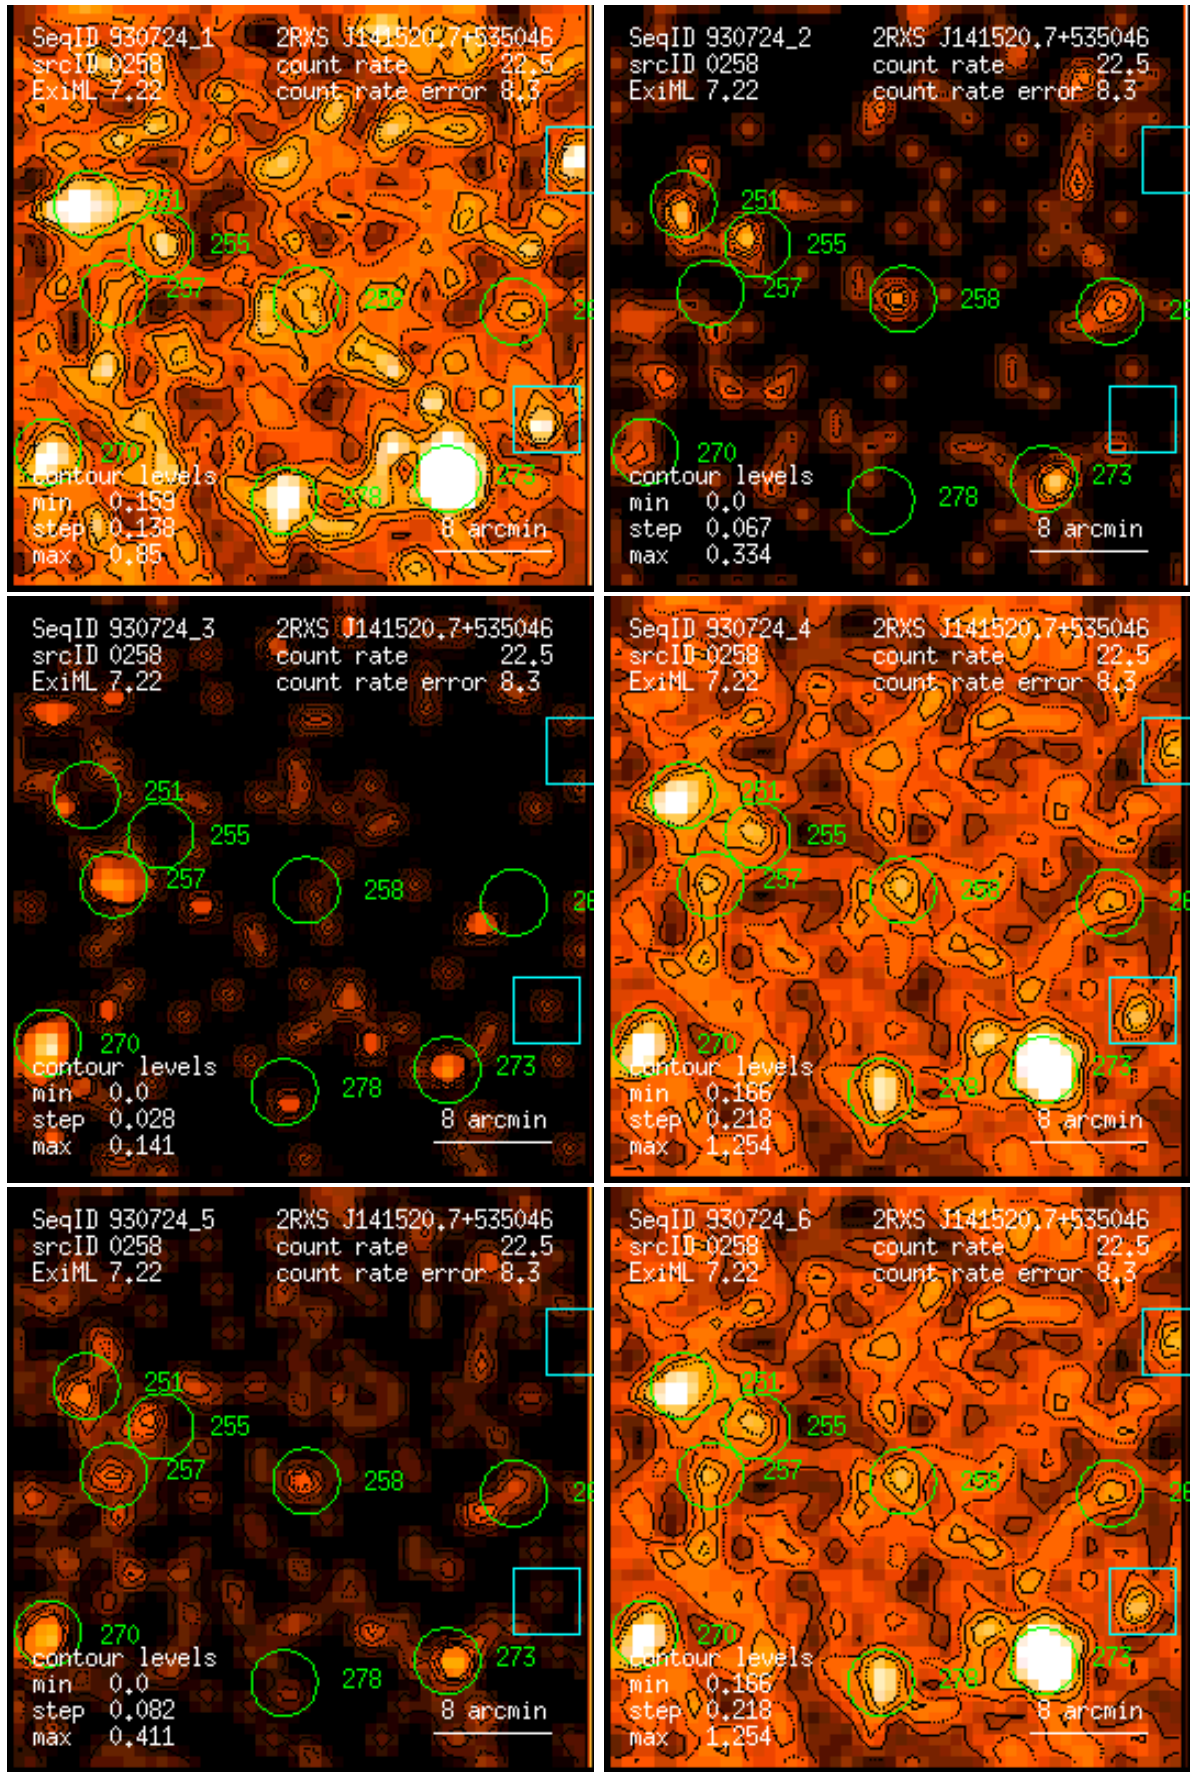 SeqID 930724_1 2RXS J141520.7+535046
srcID 0258 count rate 22.5
ExiML 7.22 count rate error 8.3
251
255
257
258
26
270
273
278
contour levels
min 0.159
step 0.138
max 0.85
8 arcmin
SeqID 930724_2 2RXS J141520.7+535046
srcID 0258 count rate 22.5
ExiML 7.22 count rate error 8.3
251
255
257
258
26
270
273
278
contour levels
min 0.0
step 0.067
max 0.334
8 arcmin
SeqID 930724_3 2RXS J141520.7+535046
srcID 0258 count rate 22.5
ExiML 7.22 count rate error 8.3
251
255
257
258
26
270
273
278
contour levels
min 0.0
step 0.028
max 0.141
8 arcmin
SeqID 930724_4 2RXS J141520.7+535046
srcID 0258 count rate 22.5
ExiML 7.22 count rate error 8.3
251
255
257
258
26
270
273
278
contour levels
min 0.166
step 0.218
max 1.254
8 arcmin
SeqID 930724_5 2RXS J141520.7+535046
srcID 0258 count rate 22.5
ExiML 7.22 count rate error 8.3
251
255
257
258
26
270
273
278
contour levels
min 0.0
step 0.082
max 0.411
8 arcmin
SeqID 930724_6 2RXS J141520.7+535046
srcID 0258 count rate 22.5
ExiML 7.22 count rate error 8.3
251
255
257
258
26
270
273
278
contour levels
min 0.166
step 0.218
max 1.254
8 arcmin